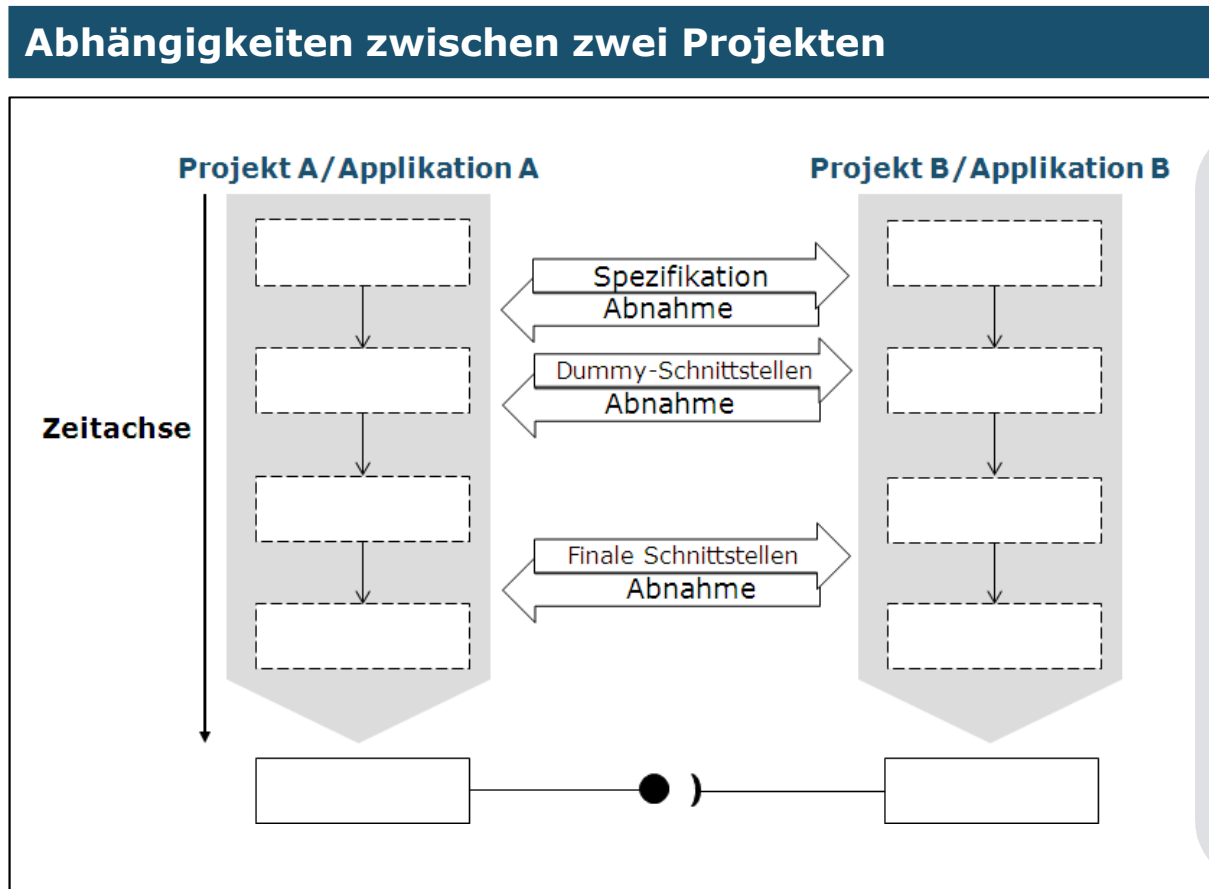 Abhängigkeiten zwischen zwei Projekten
Projekt A/Applikation A
Projekt B/Applikation B
Spezifikation
Abnahme
Dummy-Schnittstellen
Abnahme
Zeitachse
Finale Schnittstellen
Abnahme